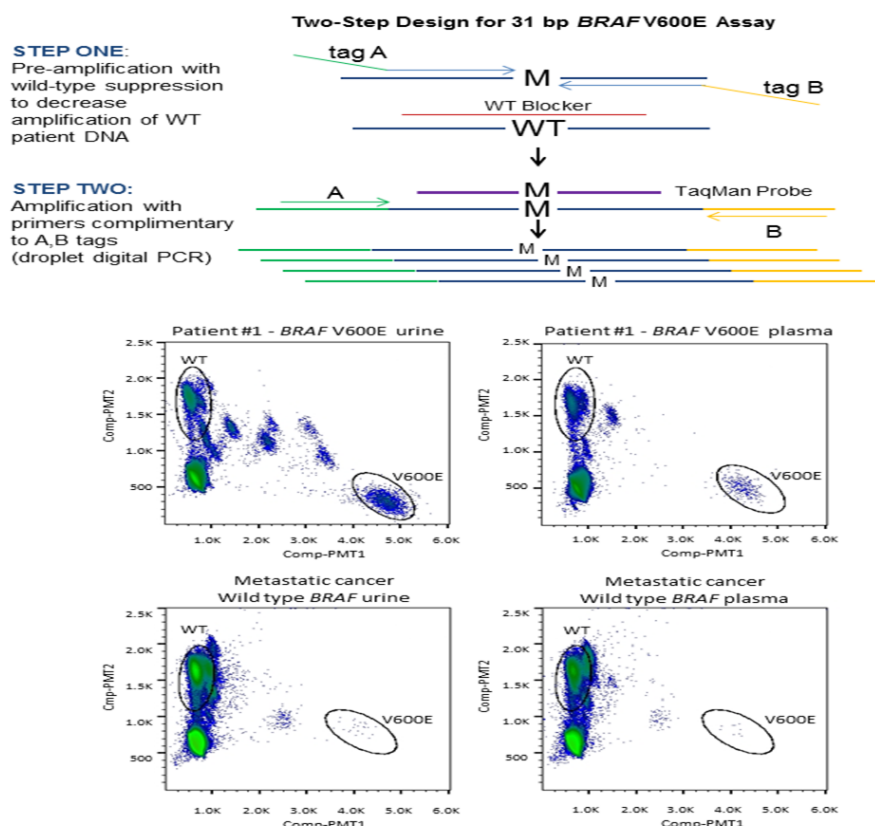 Two-Step Design for 31 bp BRAF V600E Assay
STEP ONE:
Pre-amplification with
wild-type suppression
to decrease
amplification of WT
patient DNA
tag A
M
tag B
WT Blocker
WT
STEP TWO:
Amplification with
primers complimentary
to A,B tags
(droplet digital PCR)
A
M
TaqMan Probe
M
B
M
M
M
M
Patient #1 - BRAF V600E urine
2.5K
2.0K
1.5K
1.0K
500
Comp-PMT2
WT
V600E
1.0K 2.0K 3.0K 4.0K 5.0K 6.0K
Comp-PMT1
Patient #1 - BRAF V600E plasma
2.5K
2.0K
1.5K
1.0K
500
Comp-PMT2
WT
V600E
1.0K 2.0K 3.0K 4.0K 5.0K 6.0K
Comp-PMT1
Metastatic cancer
Wild type BRAF urine
2.5K
2.0K
1.5K
1.0K
500
Cmp-PMT2
WT
V600E
1.0K 2.0K 3.0K 4.0K 5.0K 6.0K
Comp-PMT1
Metastatic cancer
Wild type BRAF plasma
2.5K
2.0K
1.5K
1.0K
500
Comp-PMT2
WT
V600E
1.0K 2.0K 3.0K 4.0K 5.0K 6.0K
Comp-PMT1